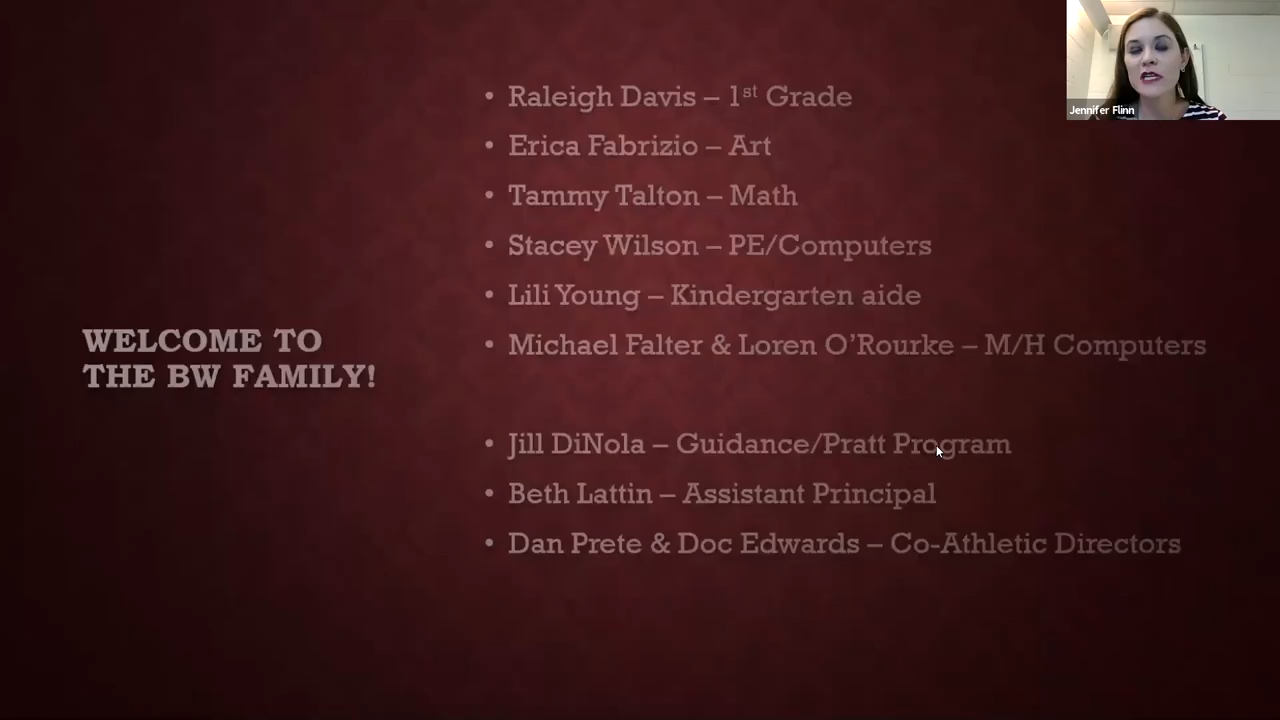 Jennifer Flinn
WELCOME TO
THE BW FAMILY!
• Raleigh Davis – 1st Grade
• Erica Fabrizio – Art
• Tammy Talton – Math
• Stacey Wilson – PE/Computers
• Lili Young – Kindergarten aide
• Michael Falter & Loren O’Rourke – M/H Computers
• Jill DiNola – Guidance/Pratt Program
• Beth Lattin – Assistant Principal
• Dan Prete & Doc Edwards – Co-Athletic Directors